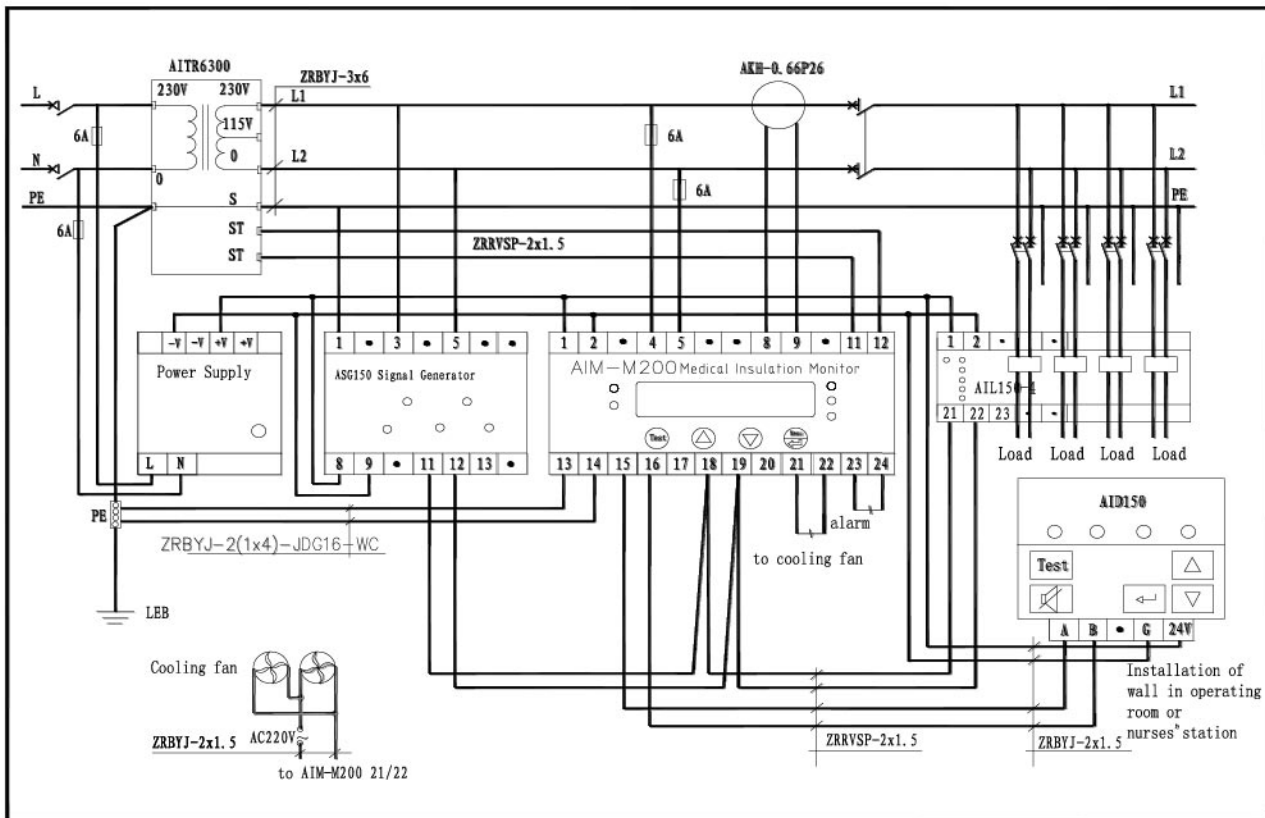 AITR6300
ZRBYJ-3x6
AKH-0.66P26
L
230V
230V
L1
L1
6A
115V
6A
N
0
L2
L2
0
6A
PE
S
PE
6A
ST
ZRRVSP-2x1.5
ST
-V
-V
+V
+V
Power Supply
L
N
1
•
3
•
5
•
•
ASG150 Signal Generator
8
9
•
11
12
13
•
1
2
•
4
5
•
•
8
9
•
11
12
AIM-M200 Medical Insulation Monitor
Test
13
14
15
16
17
18
19
20
21
22
23
24
1
2
•
•
•
AIL150-4
21
22
23
•
•
Load
Load
Load
Load
PE
ZRBYJ-2(1x4)-JDG16-WC
alarm
to cooling fan
AID150
Test
A
B
•
G
24V
LEB
Cooling fan
AC220V
~
ZRBYJ-2x1.5
to AIM-M200 21/22
ZRRVSP-2x1.5
ZRBYJ-2x1.5
Installation of
wall in operating
room or
nurses" station